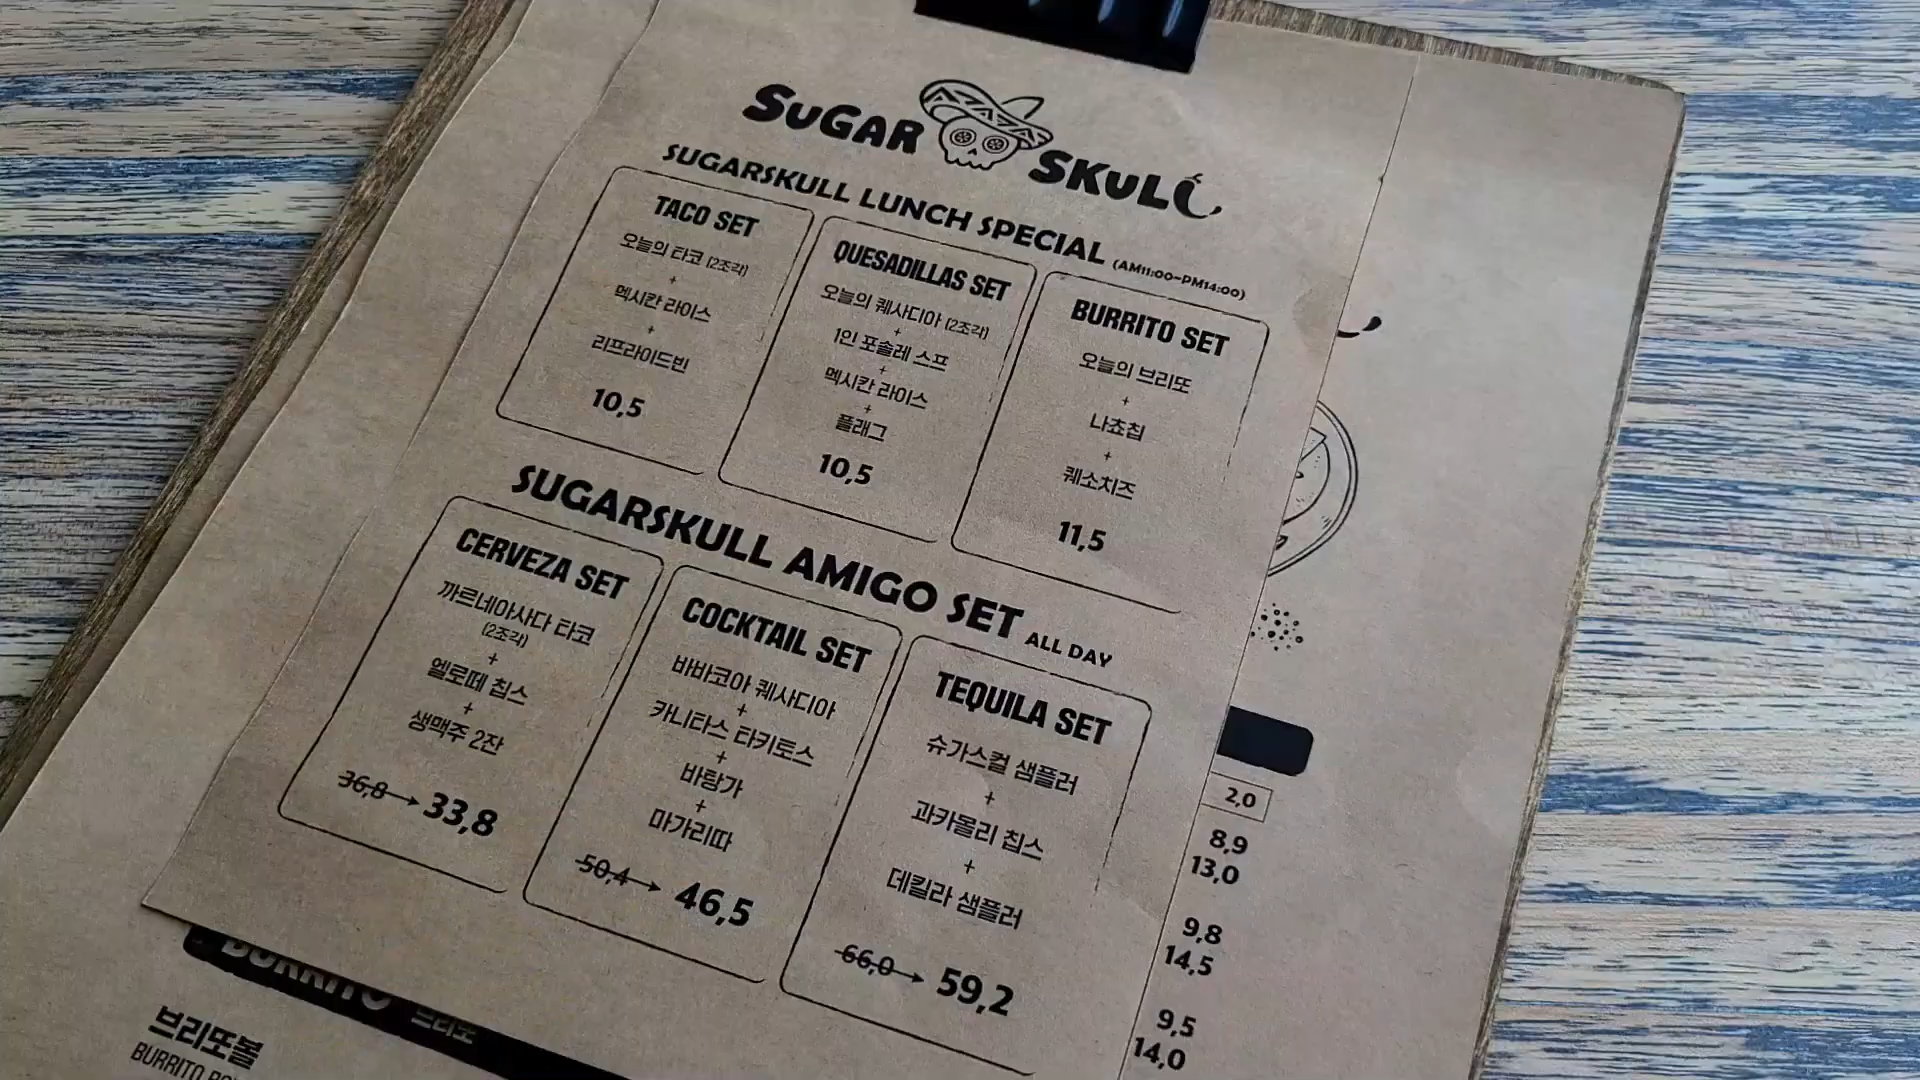 SUGAR SKULL
SUGARSKULL LUNCH SPECIAL (AM11:00~PM14:00)
TACO SET
오늘의 타코 (2조각)
+
멕시칸 라이스
+
리프라이드빈
10,5
QUESADILLAS SET
오늘의 퀘사디아 (2조각)
+
1인 포솔레 스프
+
멕시칸 라이스
+
플래그
10,5
BURRITO SET
오늘의 브리또
+
나쵸칩
+
퀘소치즈
11,5
SUGARSKULL AMIGO SET ALL DAY
CERVEZA SET
까르네아사다 타코
(2조각)
+
엘로떼 칩스
+
생맥주 2잔
36,8 → 33,8
COCKTAIL SET
바바코아 퀘사디아
+
카니타스 타키토스
+
바탕가
+
마가리따
50,4 → 46,5
TEQUILA SET
슈가스컬 샘플러
+
과카몰리 칩스
+
데킬라 샘플러
66,0 → 59,2
2,0
8,9
13,0
9,8
14,5
9,5
14,0
BURRITO 브리또
브리또볼
BURRITO